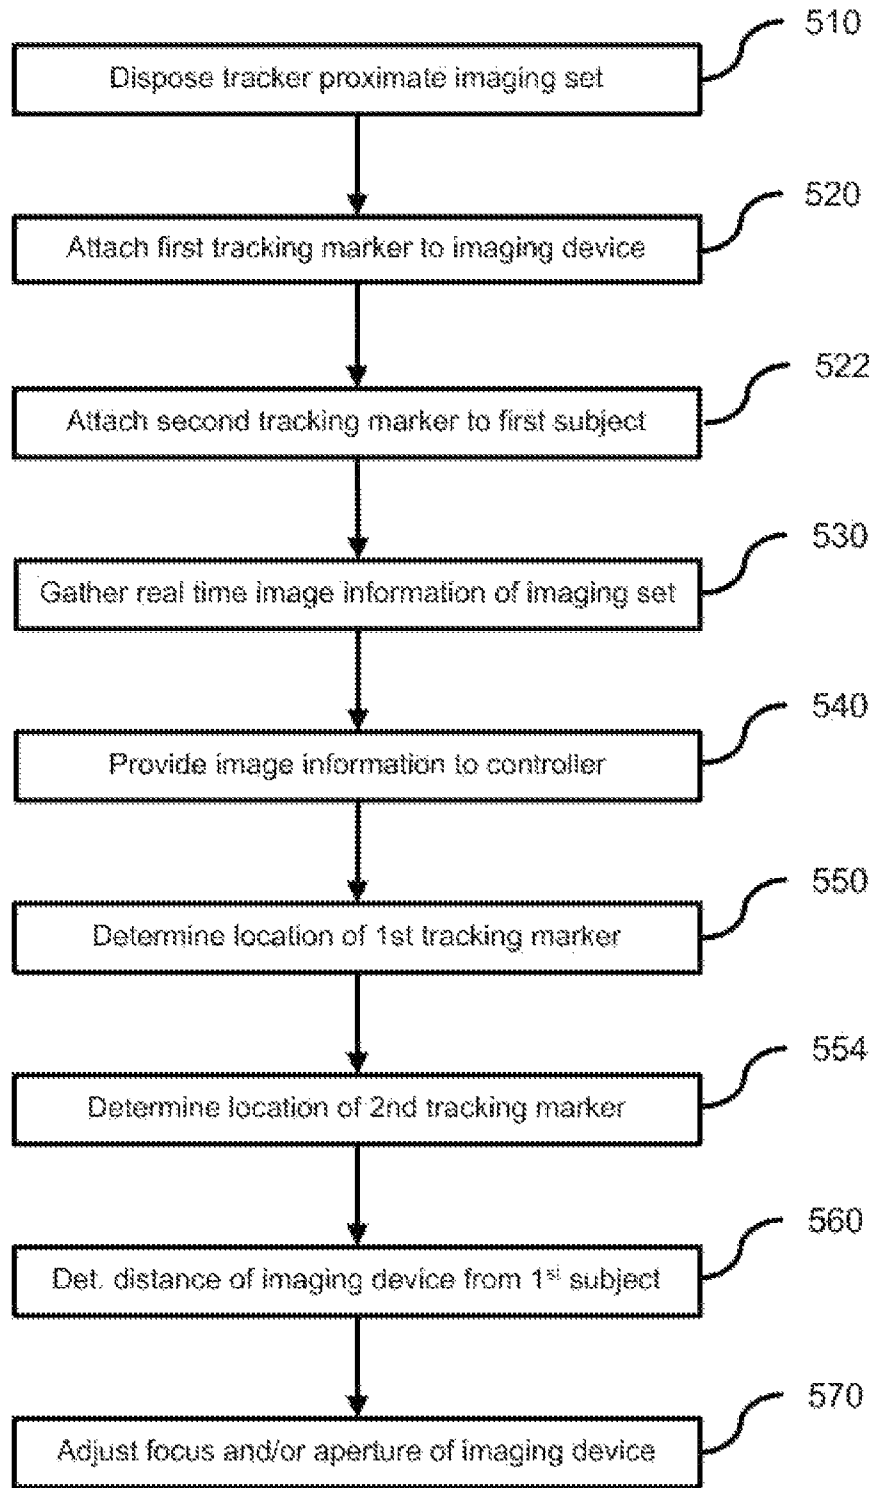 510
Dispose tracker proximate imaging set
520
Attach first tracking marker to imaging device
522
Attach second tracking marker to first subject
530
Gather real time image information of imaging set
540
Provide image information to controller
550
Determine location of 1st tracking marker
554
Determine location of 2nd tracking marker
560
Det. distance of imaging device from 1st subject
570
Adjust focus and/or aperture of imaging device